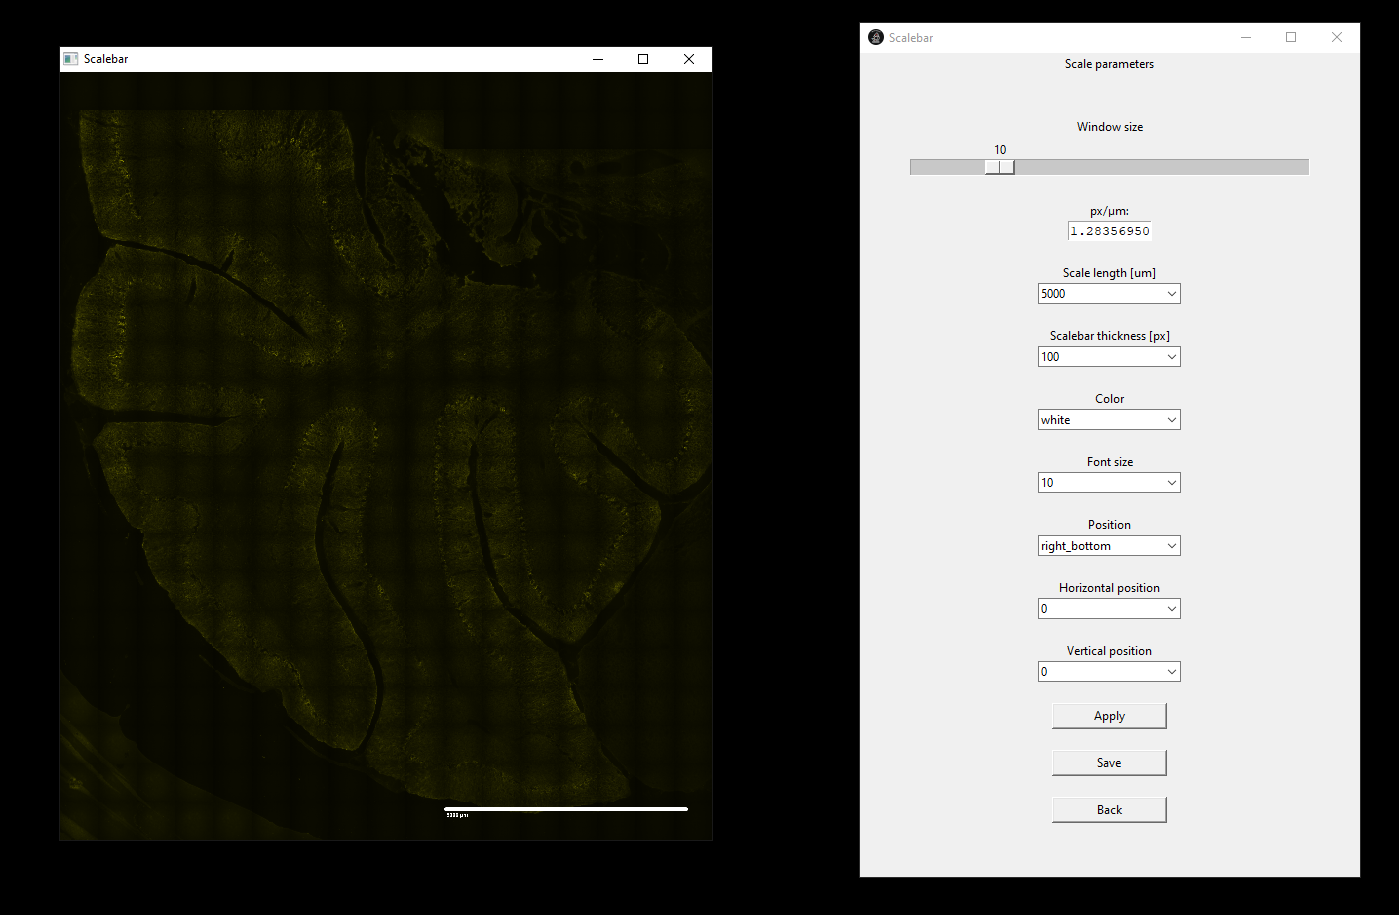 Scalebar
5000 µm
Scalebar
Scale parameters
Window size
10
px/µm:
1.28356950
Scale length [um]
5000
Scalebar thickness [px]
100
Color
white
Font size
10
Position
right_bottom
Horizontal position
0
Vertical position
0
Apply
Save
Back